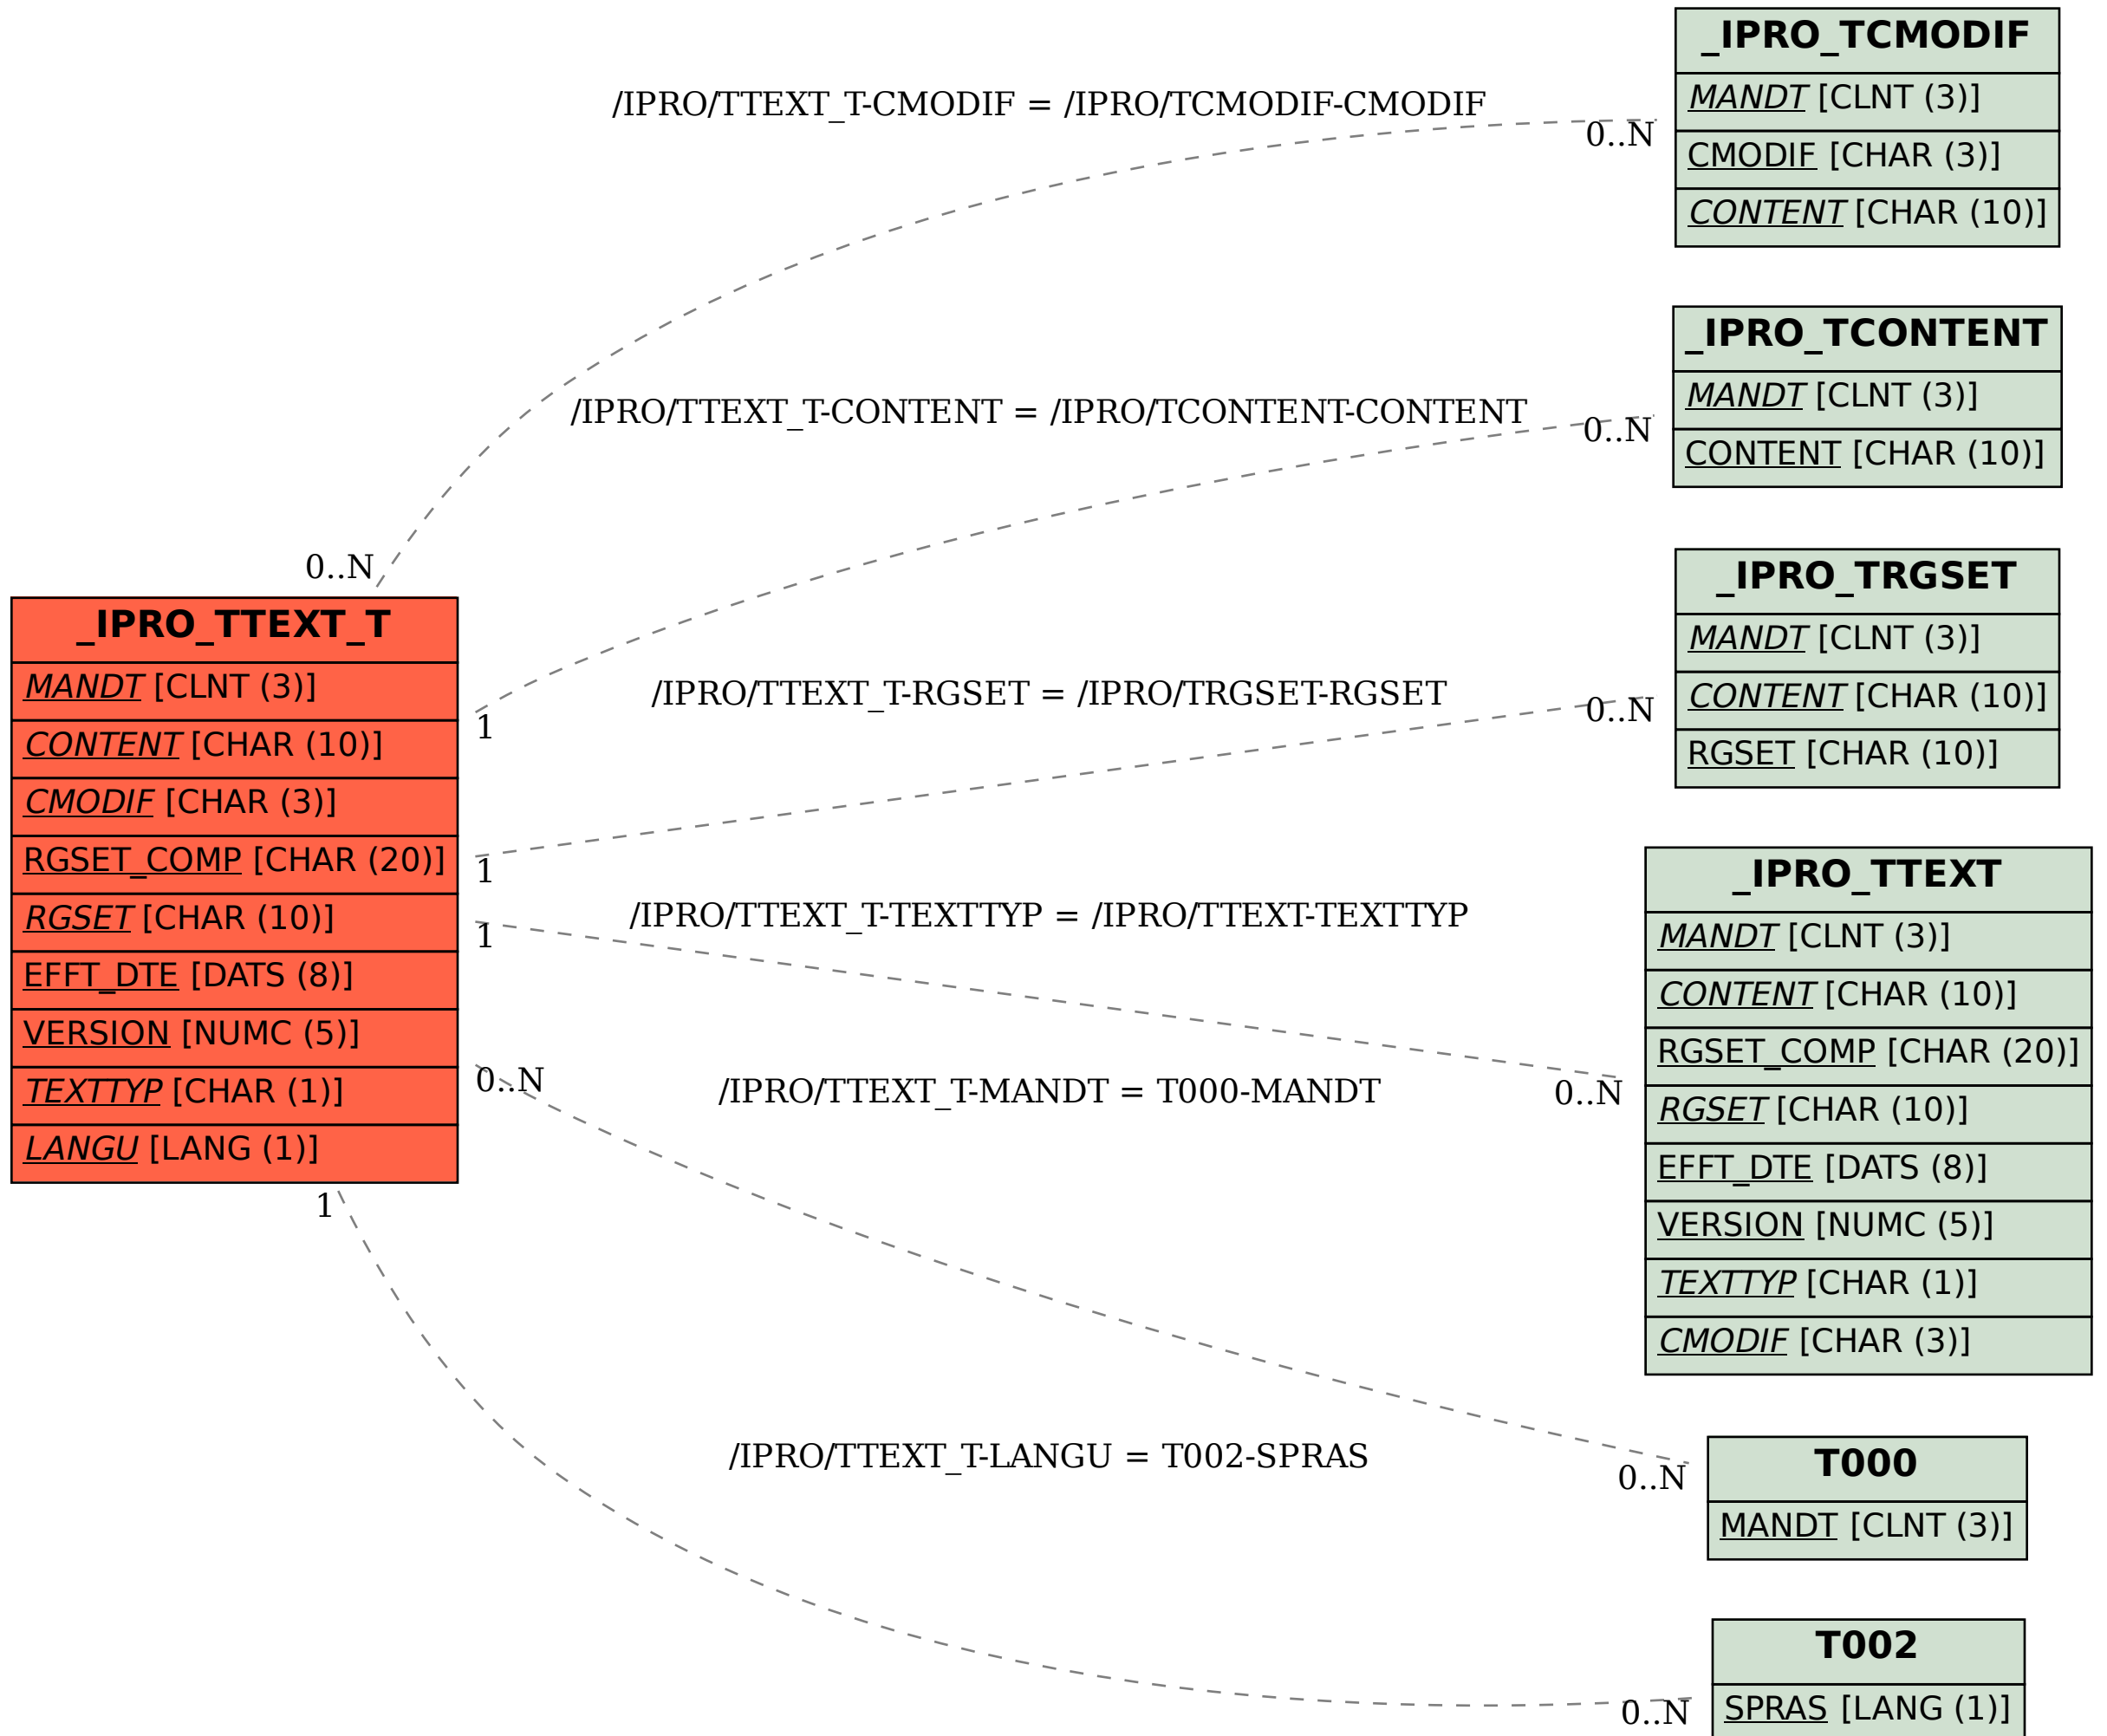 _IPRO_TCMODIF
MANDT [CLNT (3)]
CMODIF [CHAR (3)]
CONTENT [CHAR (10)]
/IPRO/TTEXT_T-CMODIF = /IPRO/TCMODIF-CMODIF
0..N
0..N
_IPRO_TCONTENT
MANDT [CLNT (3)]
CONTENT [CHAR (10)]
/IPRO/TTEXT_T-CONTENT = /IPRO/TCONTENT-CONTENT
0..N
1
_IPRO_TRGSET
MANDT [CLNT (3)]
CONTENT [CHAR (10)]
RGSET [CHAR (10)]
/IPRO/TTEXT_T-RGSET = /IPRO/TRGSET-RGSET
0..N
1
_IPRO_TTEXT_T
MANDT [CLNT (3)]
CONTENT [CHAR (10)]
CMODIF [CHAR (3)]
RGSET_COMP [CHAR (20)]
RGSET [CHAR (10)]
EFFT_DTE [DATS (8)]
VERSION [NUMC (5)]
TEXTTYP [CHAR (1)]
LANGU [LANG (1)]
/IPRO/TTEXT_T-TEXTTYP = /IPRO/TTEXT-TEXTTYP
1
0..N
_IPRO_TTEXT
MANDT [CLNT (3)]
CONTENT [CHAR (10)]
RGSET_COMP [CHAR (20)]
RGSET [CHAR (10)]
EFFT_DTE [DATS (8)]
VERSION [NUMC (5)]
TEXTTYP [CHAR (1)]
CMODIF [CHAR (3)]
/IPRO/TTEXT_T-MANDT = T000-MANDT
0..N
0..N
T000
MANDT [CLNT (3)]
/IPRO/TTEXT_T-LANGU = T002-SPRAS
1
0..N
T002
SPRAS [LANG (1)]